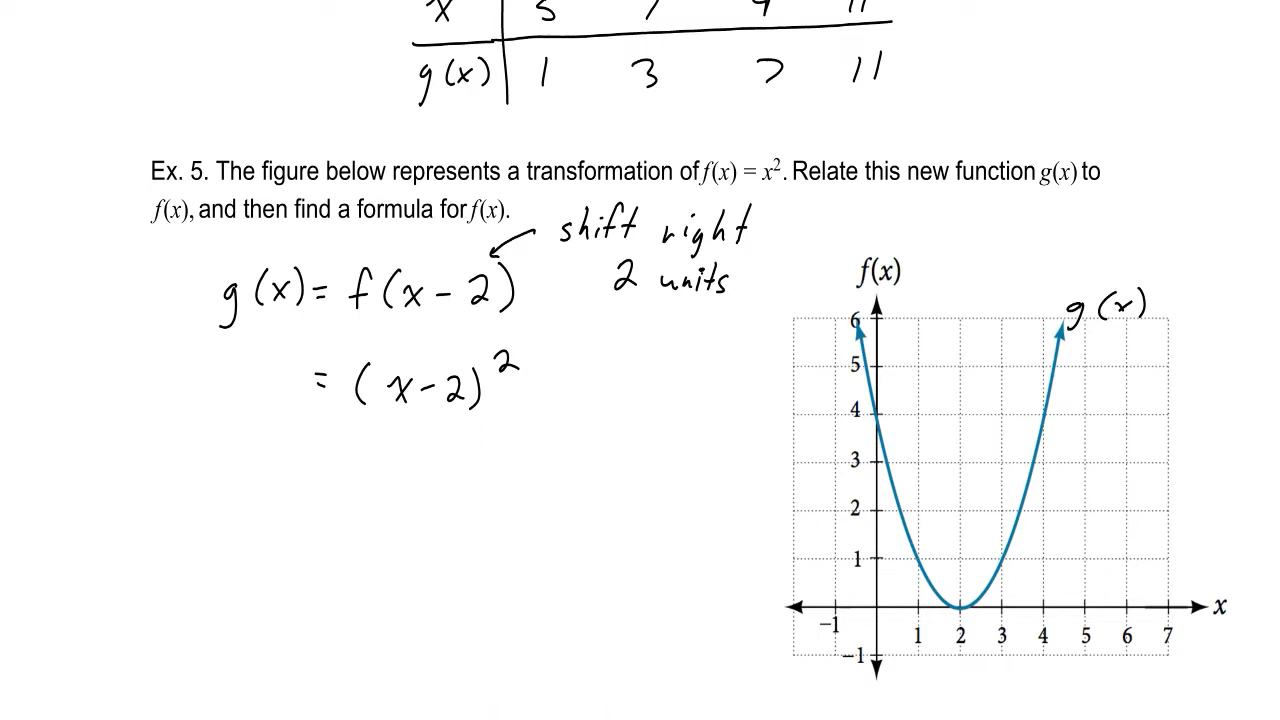 x 5 7 9 11
g(x) 1 3 7 11
Ex. 5. The figure below represents a transformation of f(x) = x². Relate this new function g(x) to
f(x), and then find a formula for f(x).
shift right
2 units
g(x) = f(x - 2)
= (x - 2)²
f(x)
g(x)
6
5
4
3
2
1
-1 1 2 3 4 5 6 7 x
-1